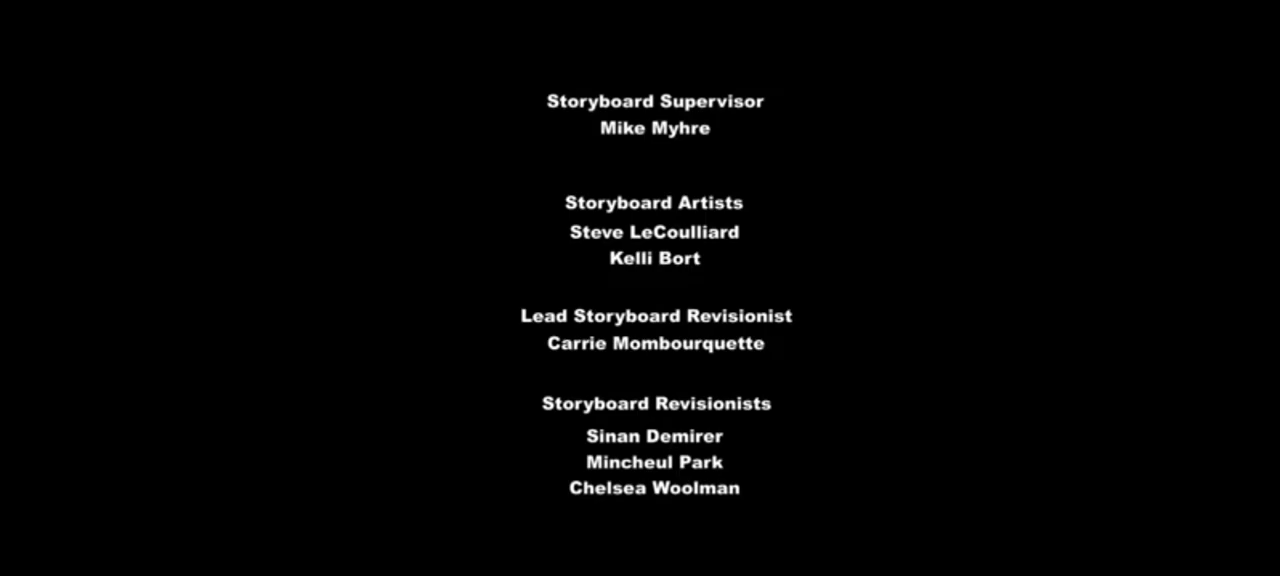 Storyboard Supervisor
Mike Myhre
Storyboard Artists
Steve LeCoulliard
Kelli Bort
Lead Storyboard Revisionist
Carrie Mombourquette
Storyboard Revisionists
Sinan Demirer
Mincheul Park
Chelsea Woolman